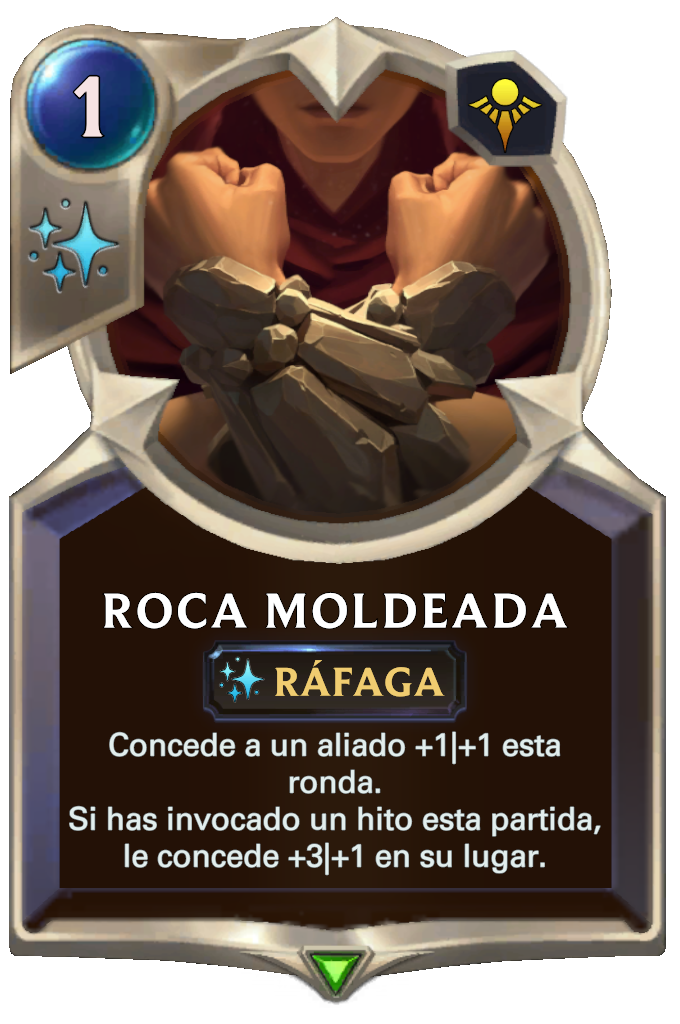 1
ROCA MOLDEADA
RÁFAGA
Concede a un aliado +1|+1 esta
ronda.
Si has invocado un hito esta partida,
le concede +3|+1 en su lugar.